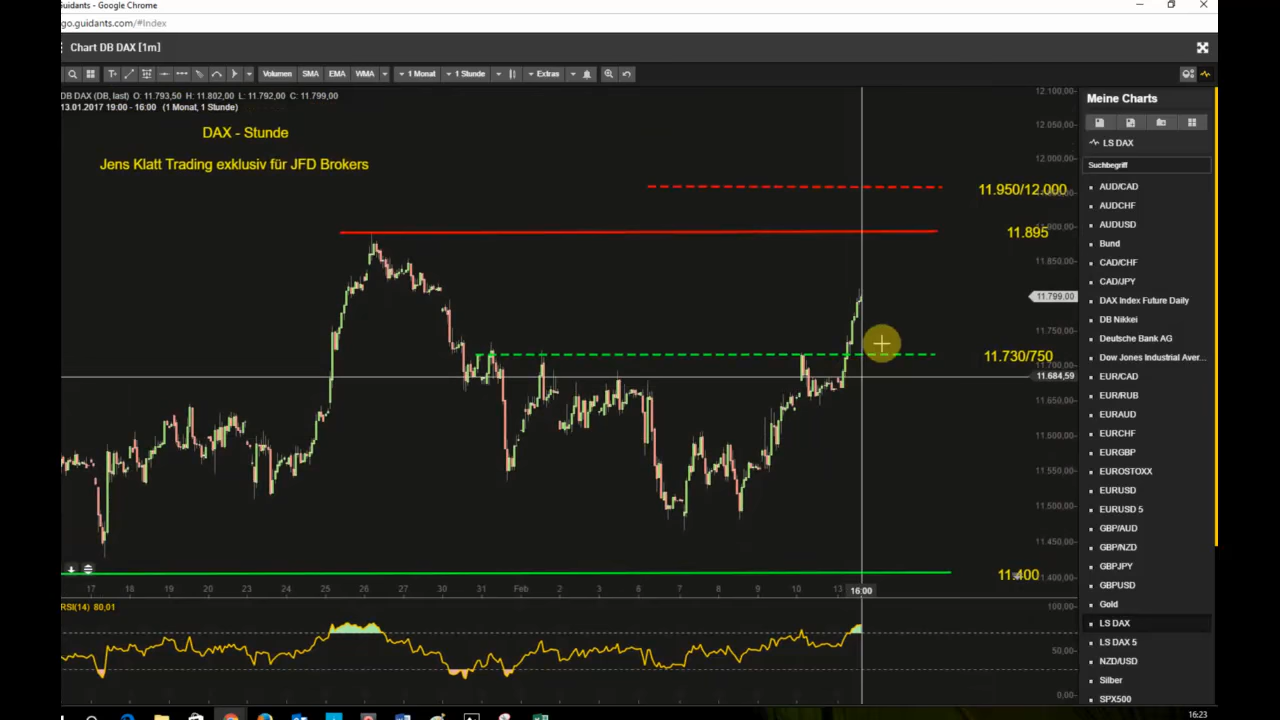 Guidants - Google Chrome
go.guidants.com/#Index
Chart DB DAX [1m]
Volumen SMA EMA WMA 1 Monat 1 Stunde Extras
DB DAX (DB, last) O: 11.793,50 H: 11.802,00 L: 11.792,00 C: 11.799,00
13.01.2017 19:00 - 16:00 (1 Monat, 1 Stunde)
DAX - Stunde
Jens Klatt Trading exklusiv für JFD Brokers
12.100,00
12.050,00
12.000,00
11.950/12.000
11.895
11.850,00
11.799,00
11.750,00
11.730/750
11.700,00
11.684,59
11.650,00
11.600,00
11.550,00
11.500,00
11.450,00
11.400
17 18 19 20 23 24 25 26 27 30 31 Feb 2 3 6 7 8 9 10 13 16:00
RSI(14) 80,01
100,00
50,00
0,00
Meine Charts
LS DAX
Suchbegriff
AUD/CAD
AUDCHF
AUDUSD
Bund
CAD/CHF
CAD/JPY
DAX Index Future Daily
DB Nikkei
Deutsche Bank AG
Dow Jones Industrial Aver...
EUR/CAD
EUR/RUB
EURAUD
EURCHF
EURGBP
EUROSTOXX
EURUSD
EURUSD 5
GBP/AUD
GBP/NZD
GBPJPY
GBPUSD
Gold
LS DAX
LS DAX 5
NZD/USD
Silber
SPX500
16:23